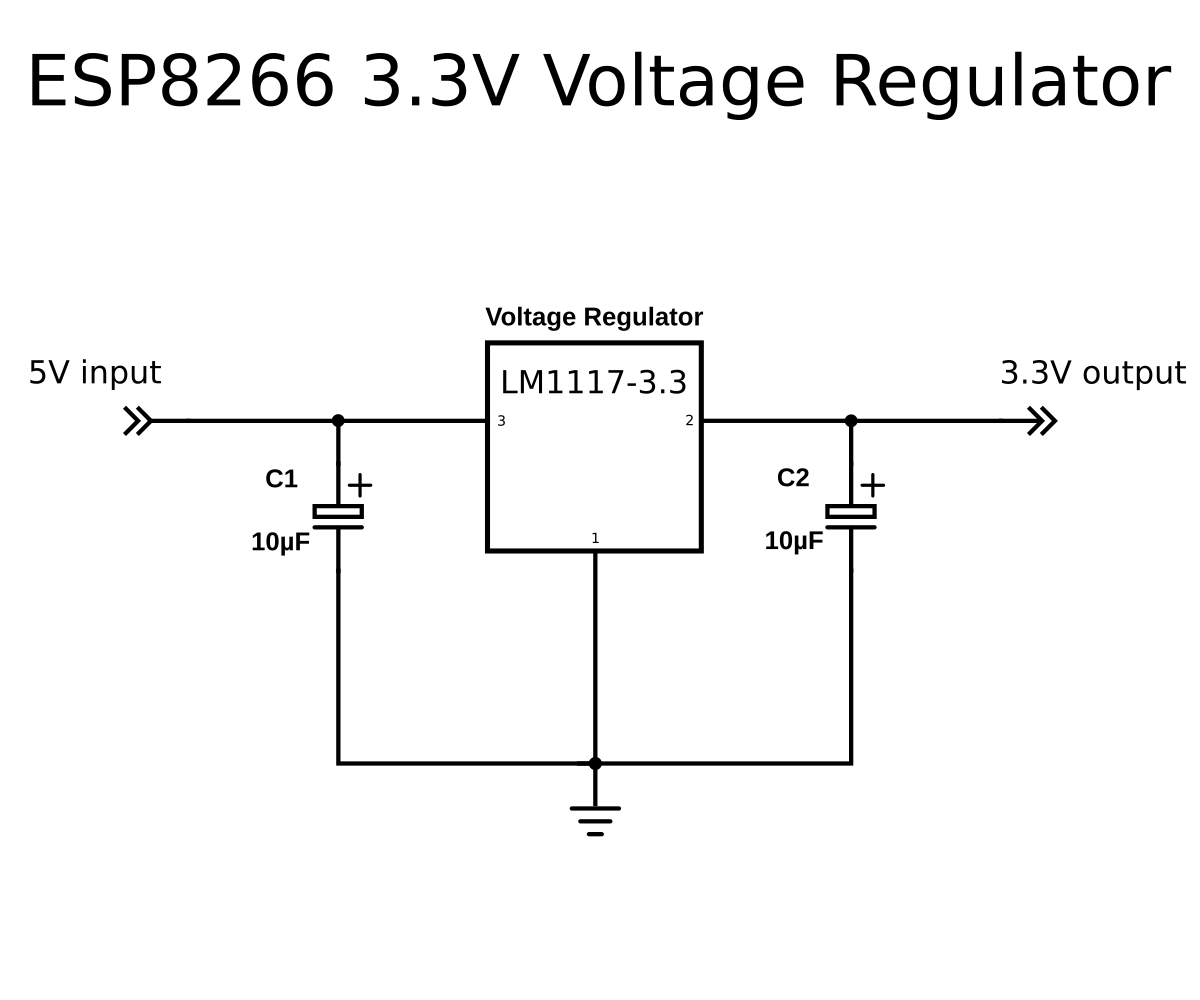 ESP8266 3.3V Voltage Regulator
Voltage Regulator
5V input
LM1117-3.3
3.3V output
3
2
C1
+
C2
+
10µF
1
10µF